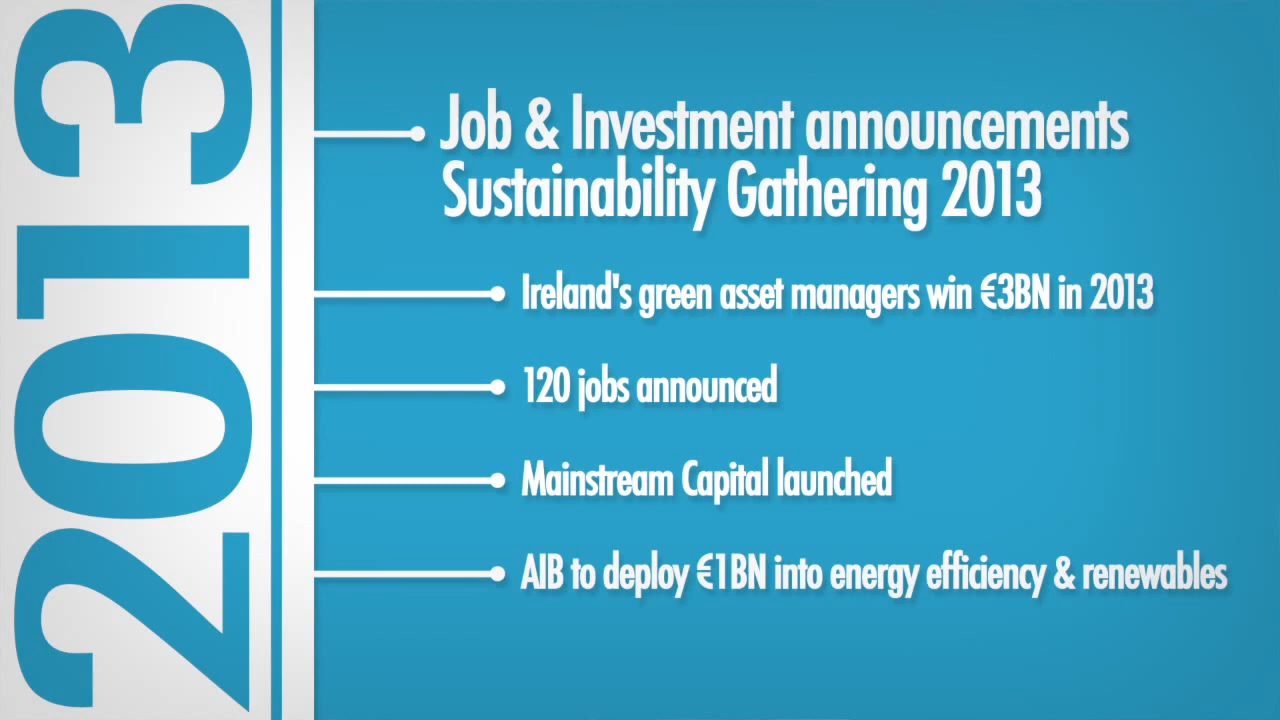 2013
Job & Investment announcements
Sustainability Gathering 2013
Ireland's green asset managers win €3BN in 2013
120 jobs announced
Mainstream Capital launched
AIB to deploy €1BN into energy efficiency & renewables